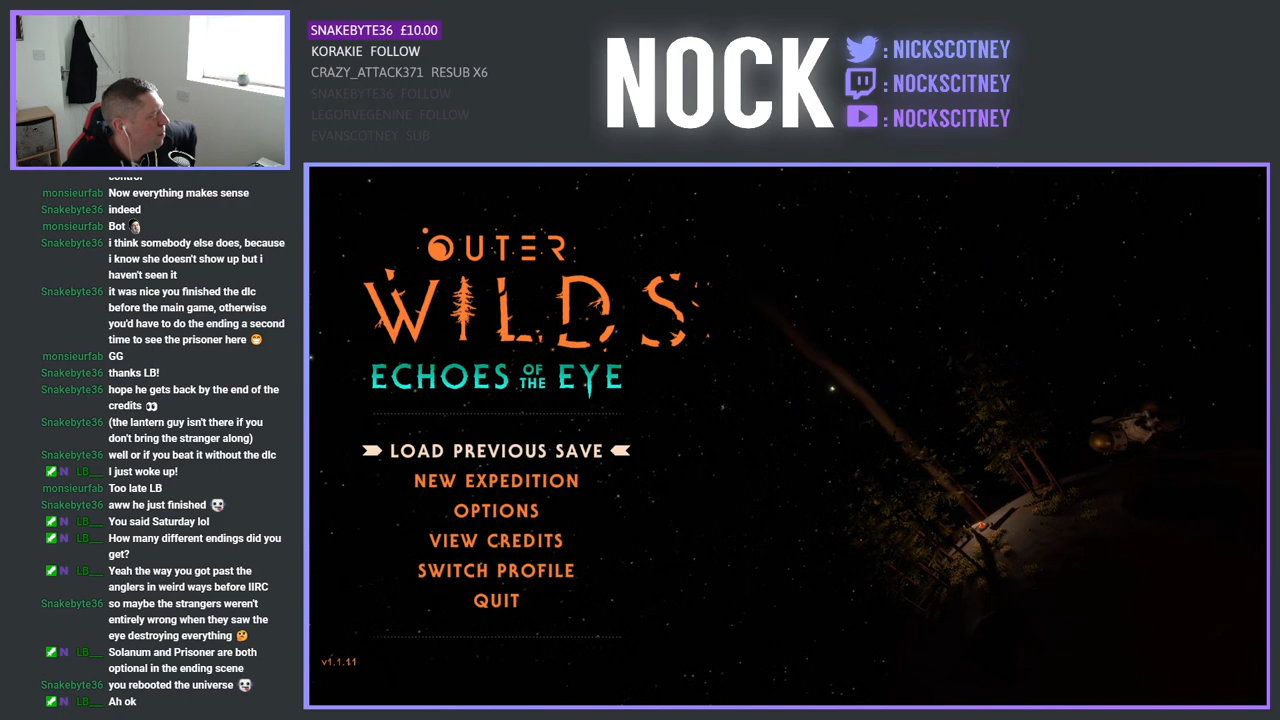 SNAKEBYTE36 £10.00
KORAKIE FOLLOW
CRAZY_ATTACK371 RESUB X6
SNAKEBYTE36 FOLLOW
LEGORVEGENINE FOLLOW
EVANSCOTNEY SUB
NOCK
: NICKSCOTNEY
: NOCKSCITNEY
: NOCKSCITNEY
control
monsieurfab Now everything makes sense
Snakebyte36 indeed
monsieurfab Bot
Snakebyte36 i think somebody else does, because
i know she doesn't show up but i
haven't seen it
Snakebyte36 it was nice you finished the dlc
before the main game, otherwise
you'd have to do the ending a second
time to see the prisoner here
monsieurfab GG
Snakebyte36 thanks LB!
Snakebyte36 hope he gets back by the end of the
credits
Snakebyte36 (the lantern guy isn't there if you
don't bring the stranger along)
Snakebyte36 well or if you beat it without the dlc
N LB__ I just woke up!
monsieurfab Too late LB
Snakebyte36 aww he just finished
N LB__ You said Saturday lol
N LB__ How many different endings did you
get?
N LB__ Yeah the way you got past the
anglers in weird ways before IIRC
Snakebyte36 so maybe the strangers weren't
entirely wrong when they saw the
eye destroying everything
N LB__ Solanum and Prisoner are both
optional in the ending scene
Snakebyte36 you rebooted the universe
N LB__ Ah ok
OUTER
WILDS
ECHOES OF THE EYE
LOAD PREVIOUS SAVE
NEW EXPEDITION
OPTIONS
VIEW CREDITS
SWITCH PROFILE
QUIT
v1.1.11